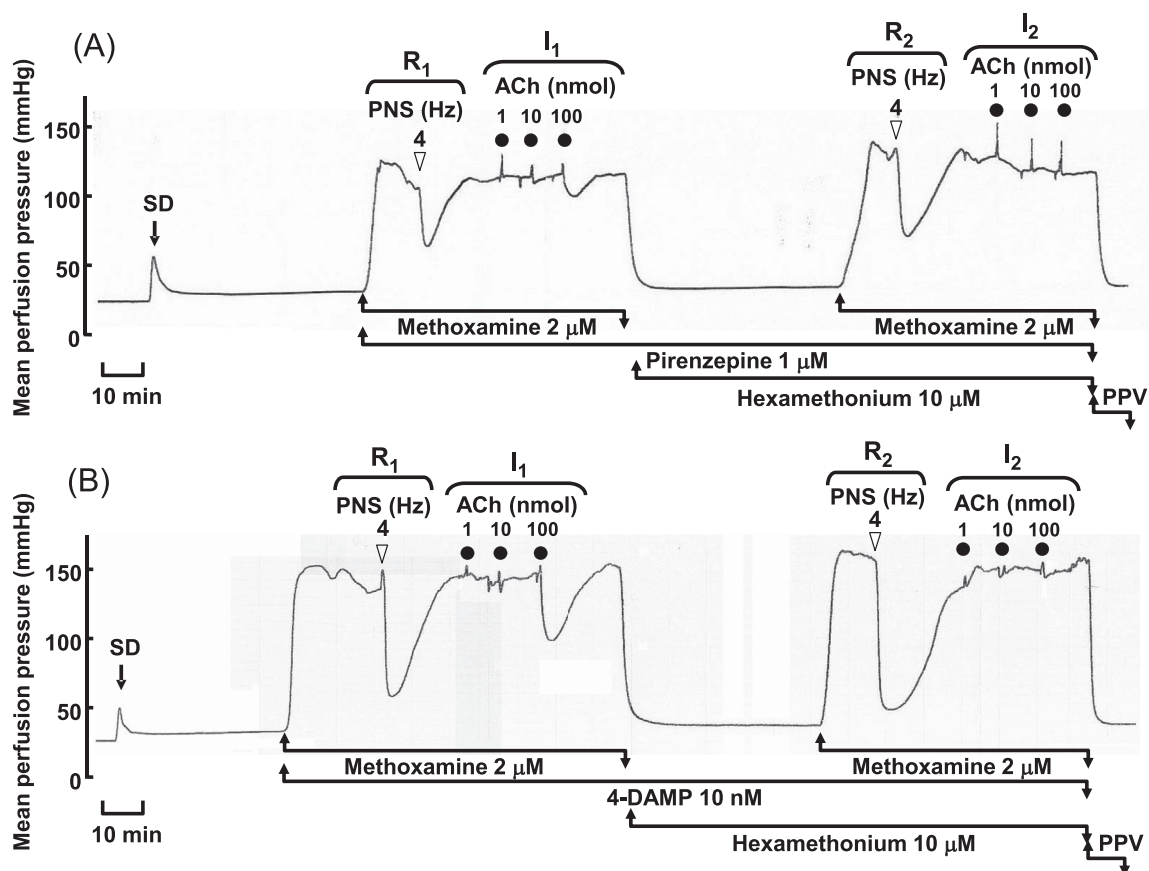 (A)
R1
I1
R2
I2
PNS (Hz)
ACh (nmol)
PNS (Hz)
ACh (nmol)
4
1 10 100
4
1 10 100
Mean perfusion pressure (mmHg)
150
100
50
0
SD
Methoxamine 2 μM
Methoxamine 2 μM
Pirenzepine 1 μM
10 min
Hexamethonium 10 μM
PPV
(B)
R1
I1
R2
I2
PNS (Hz)
ACh (nmol)
PNS (Hz)
ACh (nmol)
4
1 10 100
4
1 10 100
Mean perfusion pressure (mmHg)
150
100
50
0
SD
Methoxamine 2 μM
Methoxamine 2 μM
4-DAMP 10 nM
10 min
Hexamethonium 10 μM
PPV